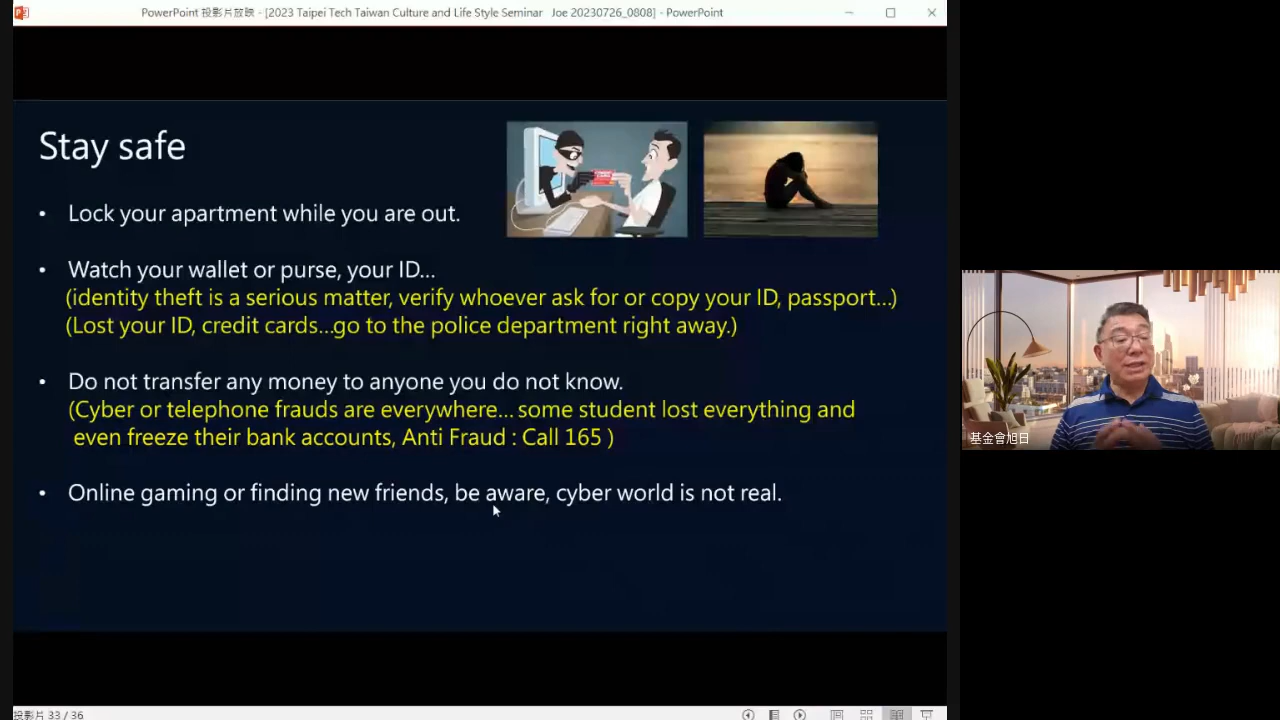 PowerPoint 投影片放映 - [2023 Taipei Tech Taiwan Culture and Life Style Seminar Joe 20230726_0808] - PowerPoint
Stay safe
• Lock your apartment while you are out.
• Watch your wallet or purse, your ID...
(identity theft is a serious matter, verify whoever ask for or copy your ID, passport...)
(Lost your ID, credit cards...go to the police department right away.)
• Do not transfer any money to anyone you do not know.
(Cyber or telephone frauds are everywhere... some student lost everything and
even freeze their bank accounts, Anti Fraud : Call 165 )
• Online gaming or finding new friends, be aware, cyber world is not real.
基金會旭日
投影片 33 / 36